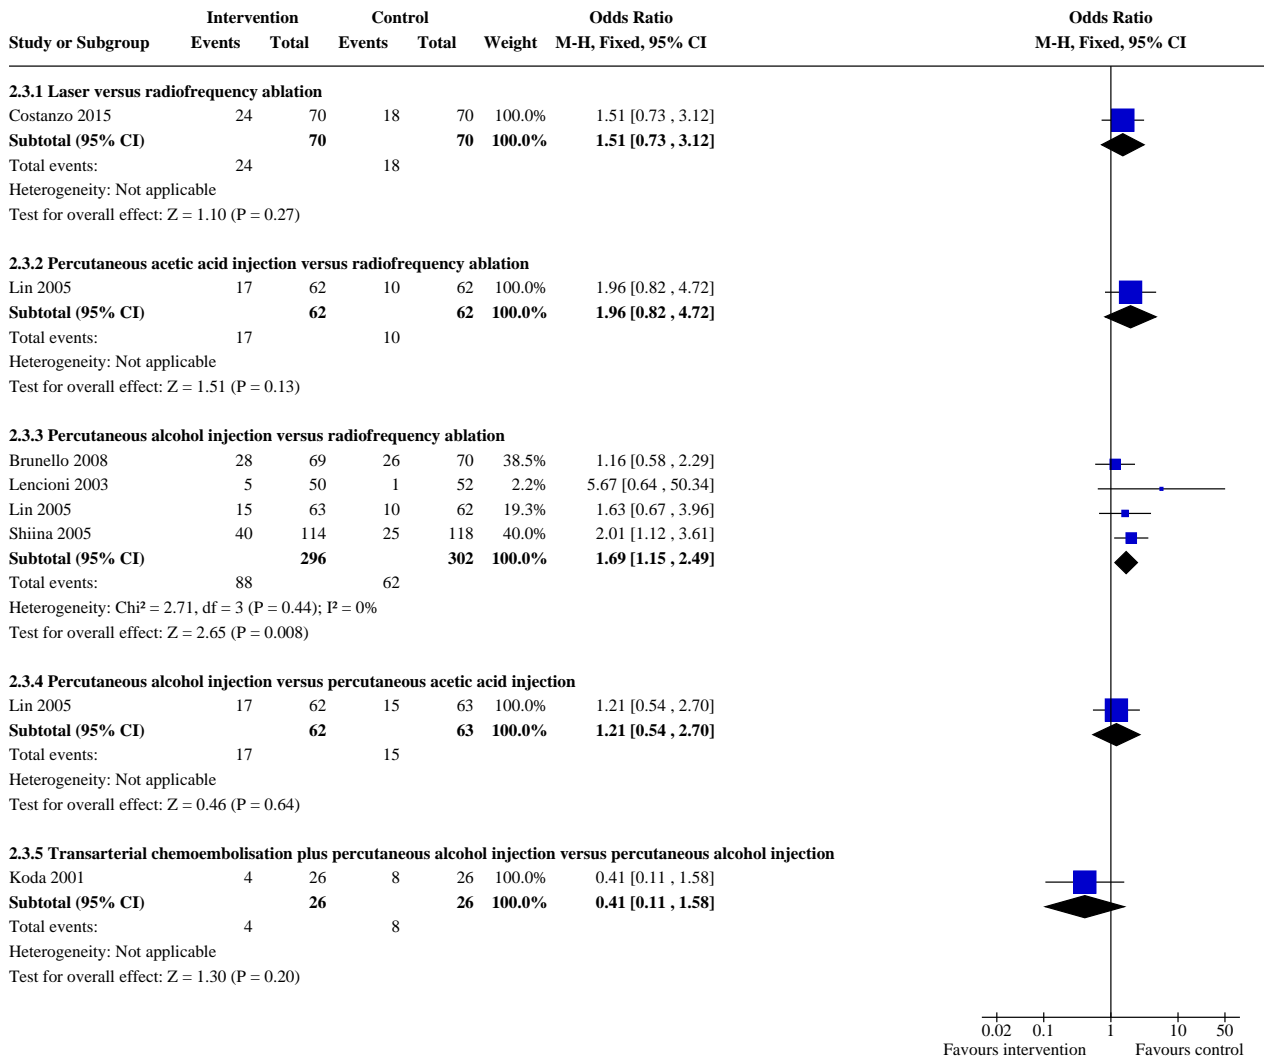 Intervention Control Odds Ratio Odds Ratio
Study or Subgroup Events Total Events Total Weight M-H, Fixed, 95% CI M-H, Fixed, 95% CI
2.3.1 Laser versus radiofrequency ablation
Costanzo 2015 24 70 18 70 100.0% 1.51 [0.73 , 3.12]
Subtotal (95% CI) 70 70 100.0% 1.51 [0.73 , 3.12]
Total events: 24 18
Heterogeneity: Not applicable
Test for overall effect: Z = 1.10 (P = 0.27)
2.3.2 Percutaneous acetic acid injection versus radiofrequency ablation
Lin 2005 17 62 10 62 100.0% 1.96 [0.82 , 4.72]
Subtotal (95% CI) 62 62 100.0% 1.96 [0.82 , 4.72]
Total events: 17 10
Heterogeneity: Not applicable
Test for overall effect: Z = 1.51 (P = 0.13)
2.3.3 Percutaneous alcohol injection versus radiofrequency ablation
Brunello 2008 28 69 26 70 38.5% 1.16 [0.58 , 2.29]
Lencioni 2003 5 50 1 52 2.2% 5.67 [0.64 , 50.34]
Lin 2005 15 63 10 62 19.3% 1.63 [0.67 , 3.96]
Shiina 2005 40 114 25 118 40.0% 2.01 [1.12 , 3.61]
Subtotal (95% CI) 296 302 100.0% 1.69 [1.15 , 2.49]
Total events: 88 62
Heterogeneity: Chi² = 2.71, df = 3 (P = 0.44); I² = 0%
Test for overall effect: Z = 2.65 (P = 0.008)
2.3.4 Percutaneous alcohol injection versus percutaneous acetic acid injection
Lin 2005 17 62 15 63 100.0% 1.21 [0.54 , 2.70]
Subtotal (95% CI) 62 63 100.0% 1.21 [0.54 , 2.70]
Total events: 17 15
Heterogeneity: Not applicable
Test for overall effect: Z = 0.46 (P = 0.64)
2.3.5 Transarterial chemoembolisation plus percutaneous alcohol injection versus percutaneous alcohol injection
Koda 2001 4 26 8 26 100.0% 0.41 [0.11 , 1.58]
Subtotal (95% CI) 26 26 100.0% 0.41 [0.11 , 1.58]
Total events: 4 8
Heterogeneity: Not applicable
Test for overall effect: Z = 1.30 (P = 0.20)
0.02 0.1 1 10 50
Favours intervention Favours control